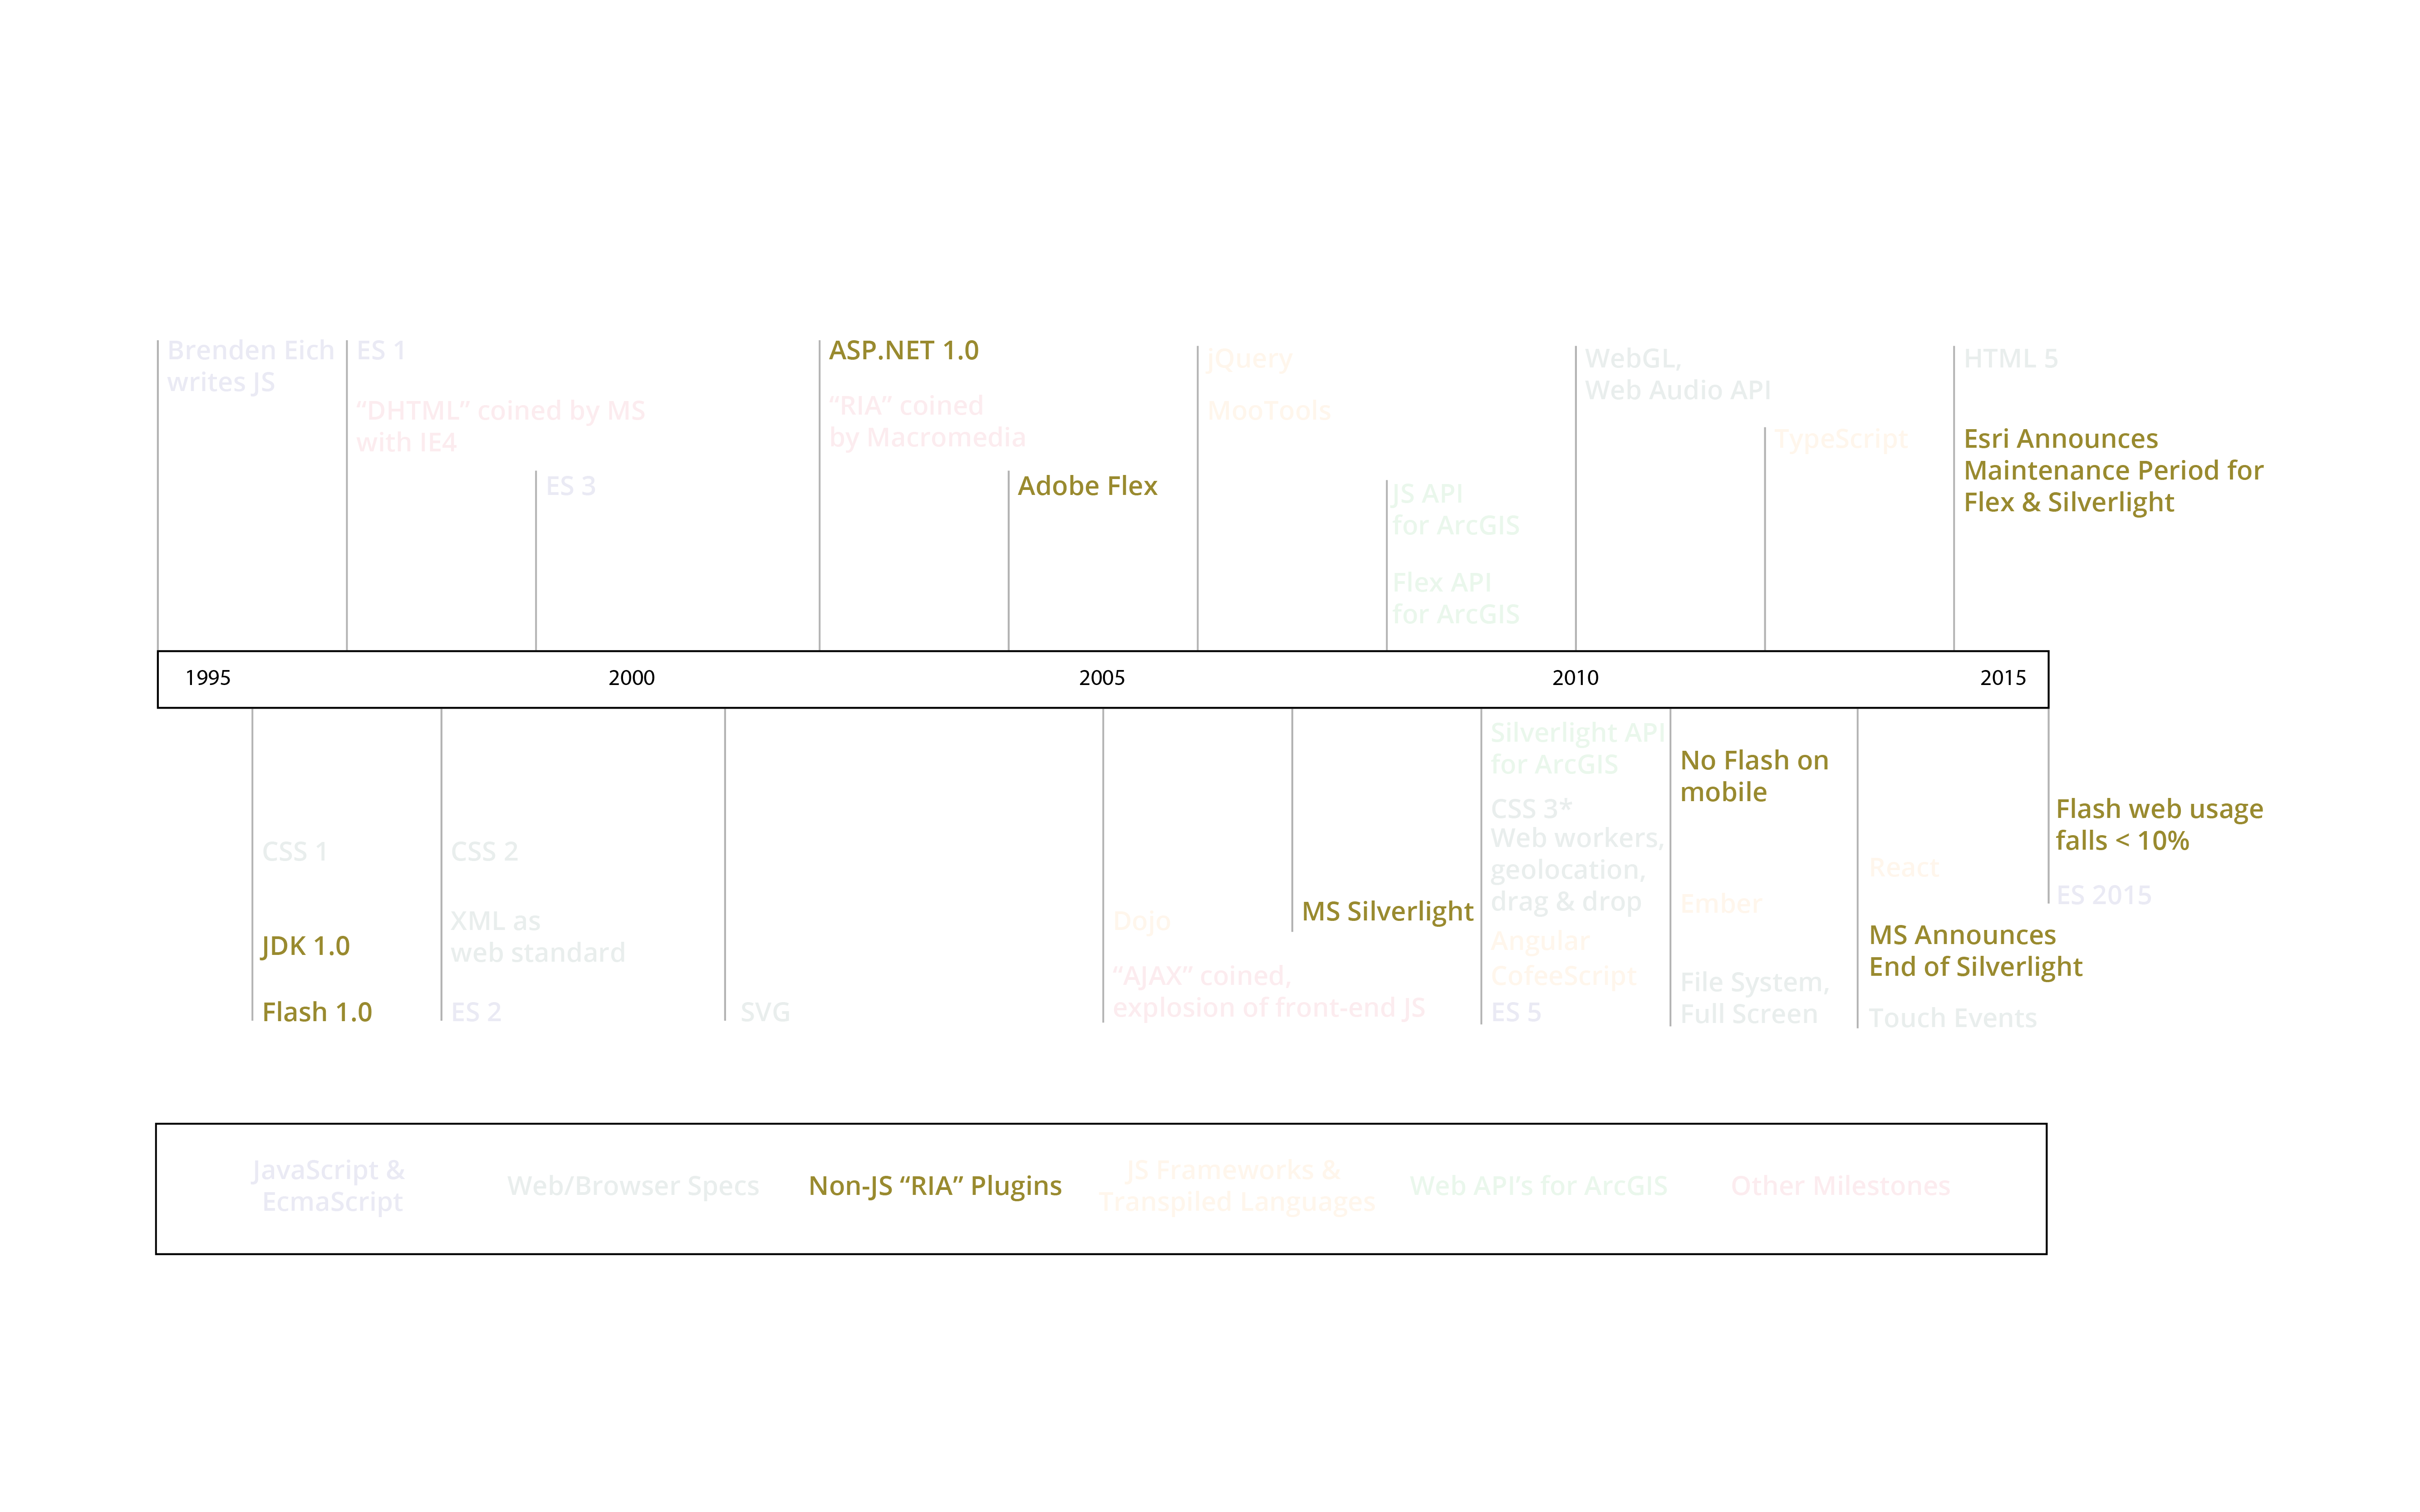 Brenden Eich
writes JS
ES 1
“DHTML” coined by MS
with IE4
ES 3
ASP.NET 1.0
“RIA” coined
by Macromedia
Adobe Flex
jQuery
MooTools
JS API
for ArcGIS
Flex API
for ArcGIS
WebGL,
Web Audio API
TypeScript
HTML 5
Esri Announces
Maintenance Period for
Flex & Silverlight
1995
2000
2005
2010
2015
CSS 1
JDK 1.0
Flash 1.0
CSS 2
XML as
web standard
ES 2
SVG
Dojo
“AJAX” coined,
explosion of front-end JS
MS Silverlight
Silverlight API
for ArcGIS
CSS 3*
Web workers,
geolocation,
drag & drop
Angular
CofeeScript
ES 5
No Flash on
mobile
Ember
File System,
Full Screen
React
MS Announces
End of Silverlight
Touch Events
Flash web usage
falls < 10%
ES 2015
JavaScript &
EcmaScript
Web/Browser Specs
Non-JS “RIA” Plugins
JS Frameworks &
Transpiled Languages
Web API’s for ArcGIS
Other Milestones